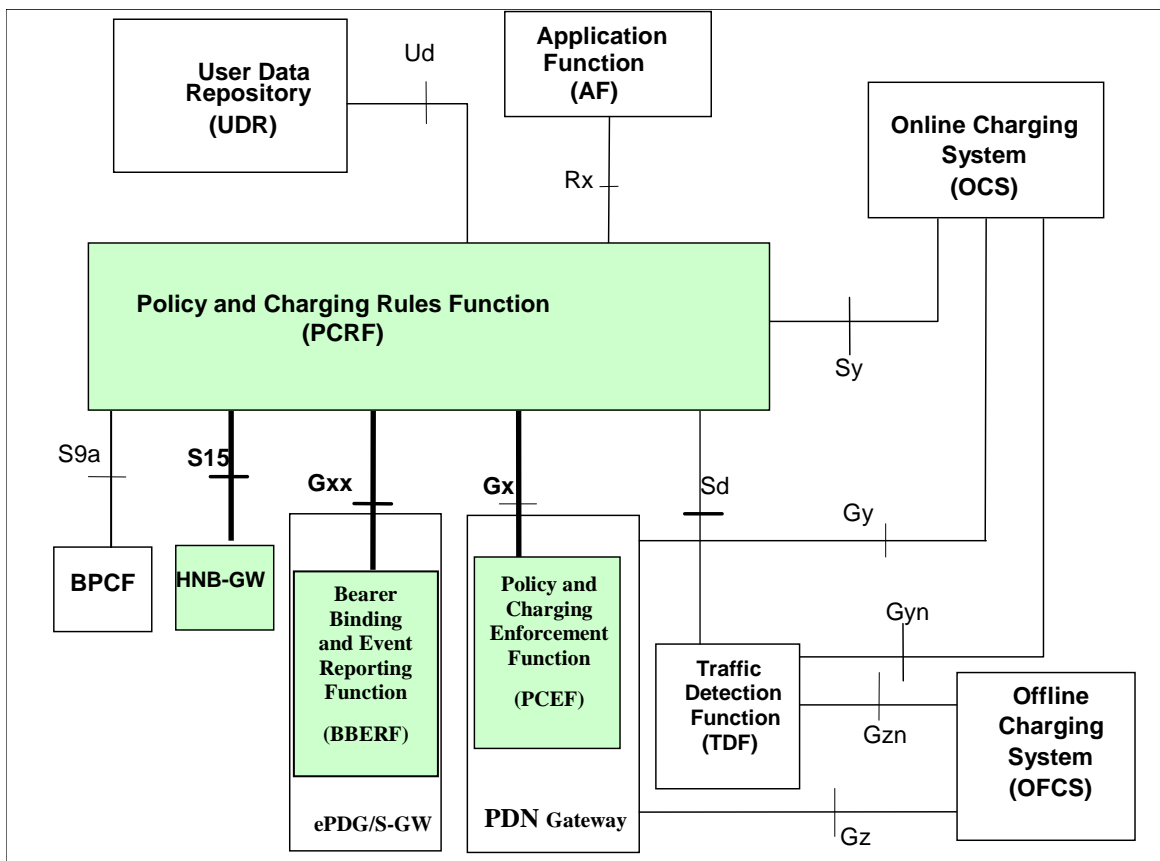 User Data
Repository
(UDR)
Ud
Application
Function
(AF)
Rx
Online Charging
System
(OCS)
Policy and Charging Rules Function
(PCRF)
Sy
S9a
S15
Gxx
Gx
Sd
Gy
BPCF
HNB-GW
Bearer
Binding
and Event
Reporting
Function
(BBERF)
ePDG/S-GW
Policy and
Charging
Enforcement
Function
(PCEF)
PDN Gateway
Traffic
Detection
Function
(TDF)
Gyn
Gzn
Gz
Offline
Charging
System
(OFCS)